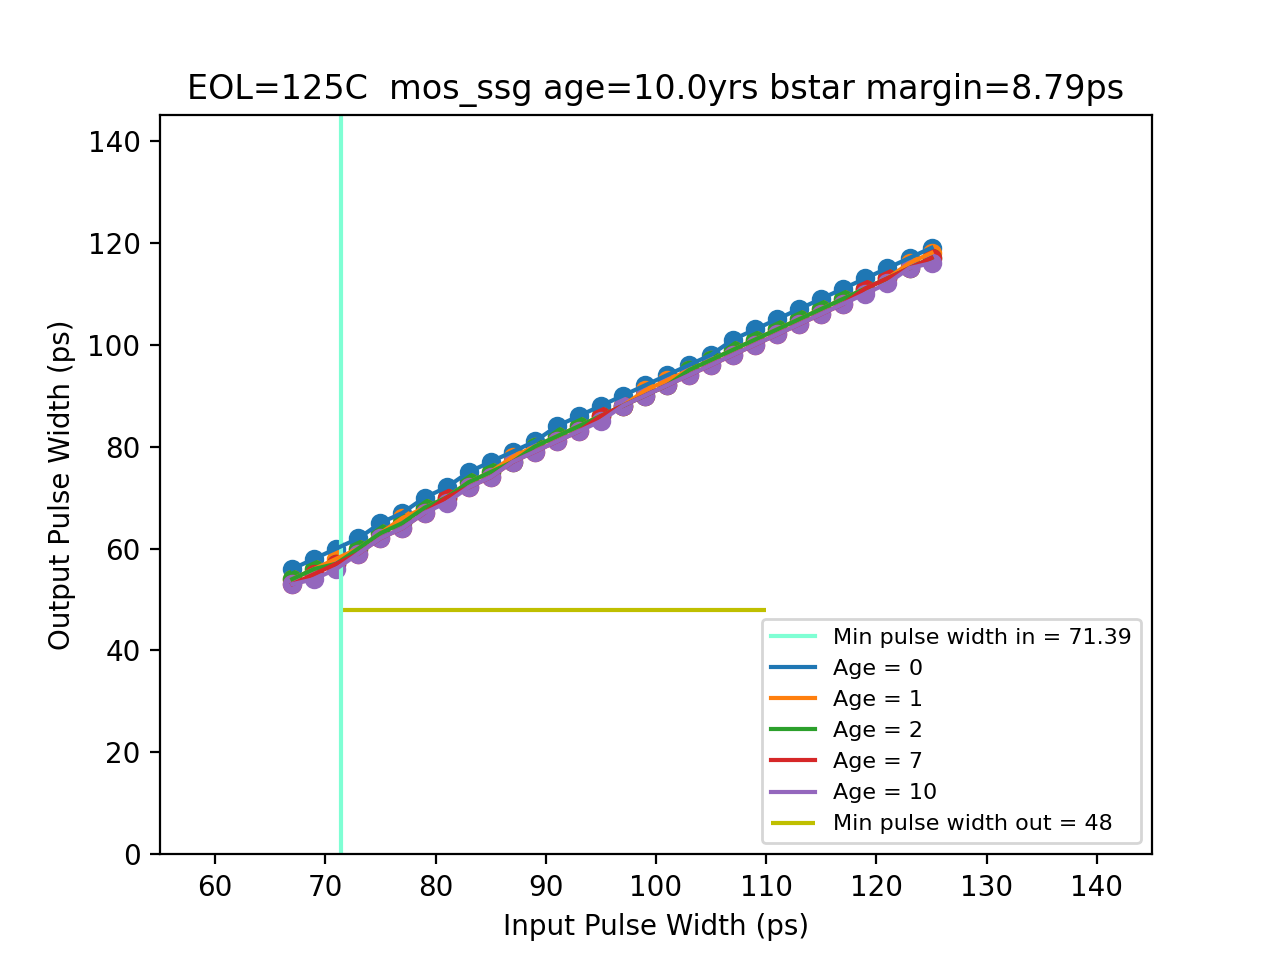 EOL=125C  mos_ssg age=10.0yrs bstar margin=8.79ps
Output Pulse Width (ps)
140
120
100
80
60
40
20
0
60 70 80 90 100 110 120 130 140
Input Pulse Width (ps)
Min pulse width in = 71.39
Age = 0
Age = 1
Age = 2
Age = 7
Age = 10
Min pulse width out = 48